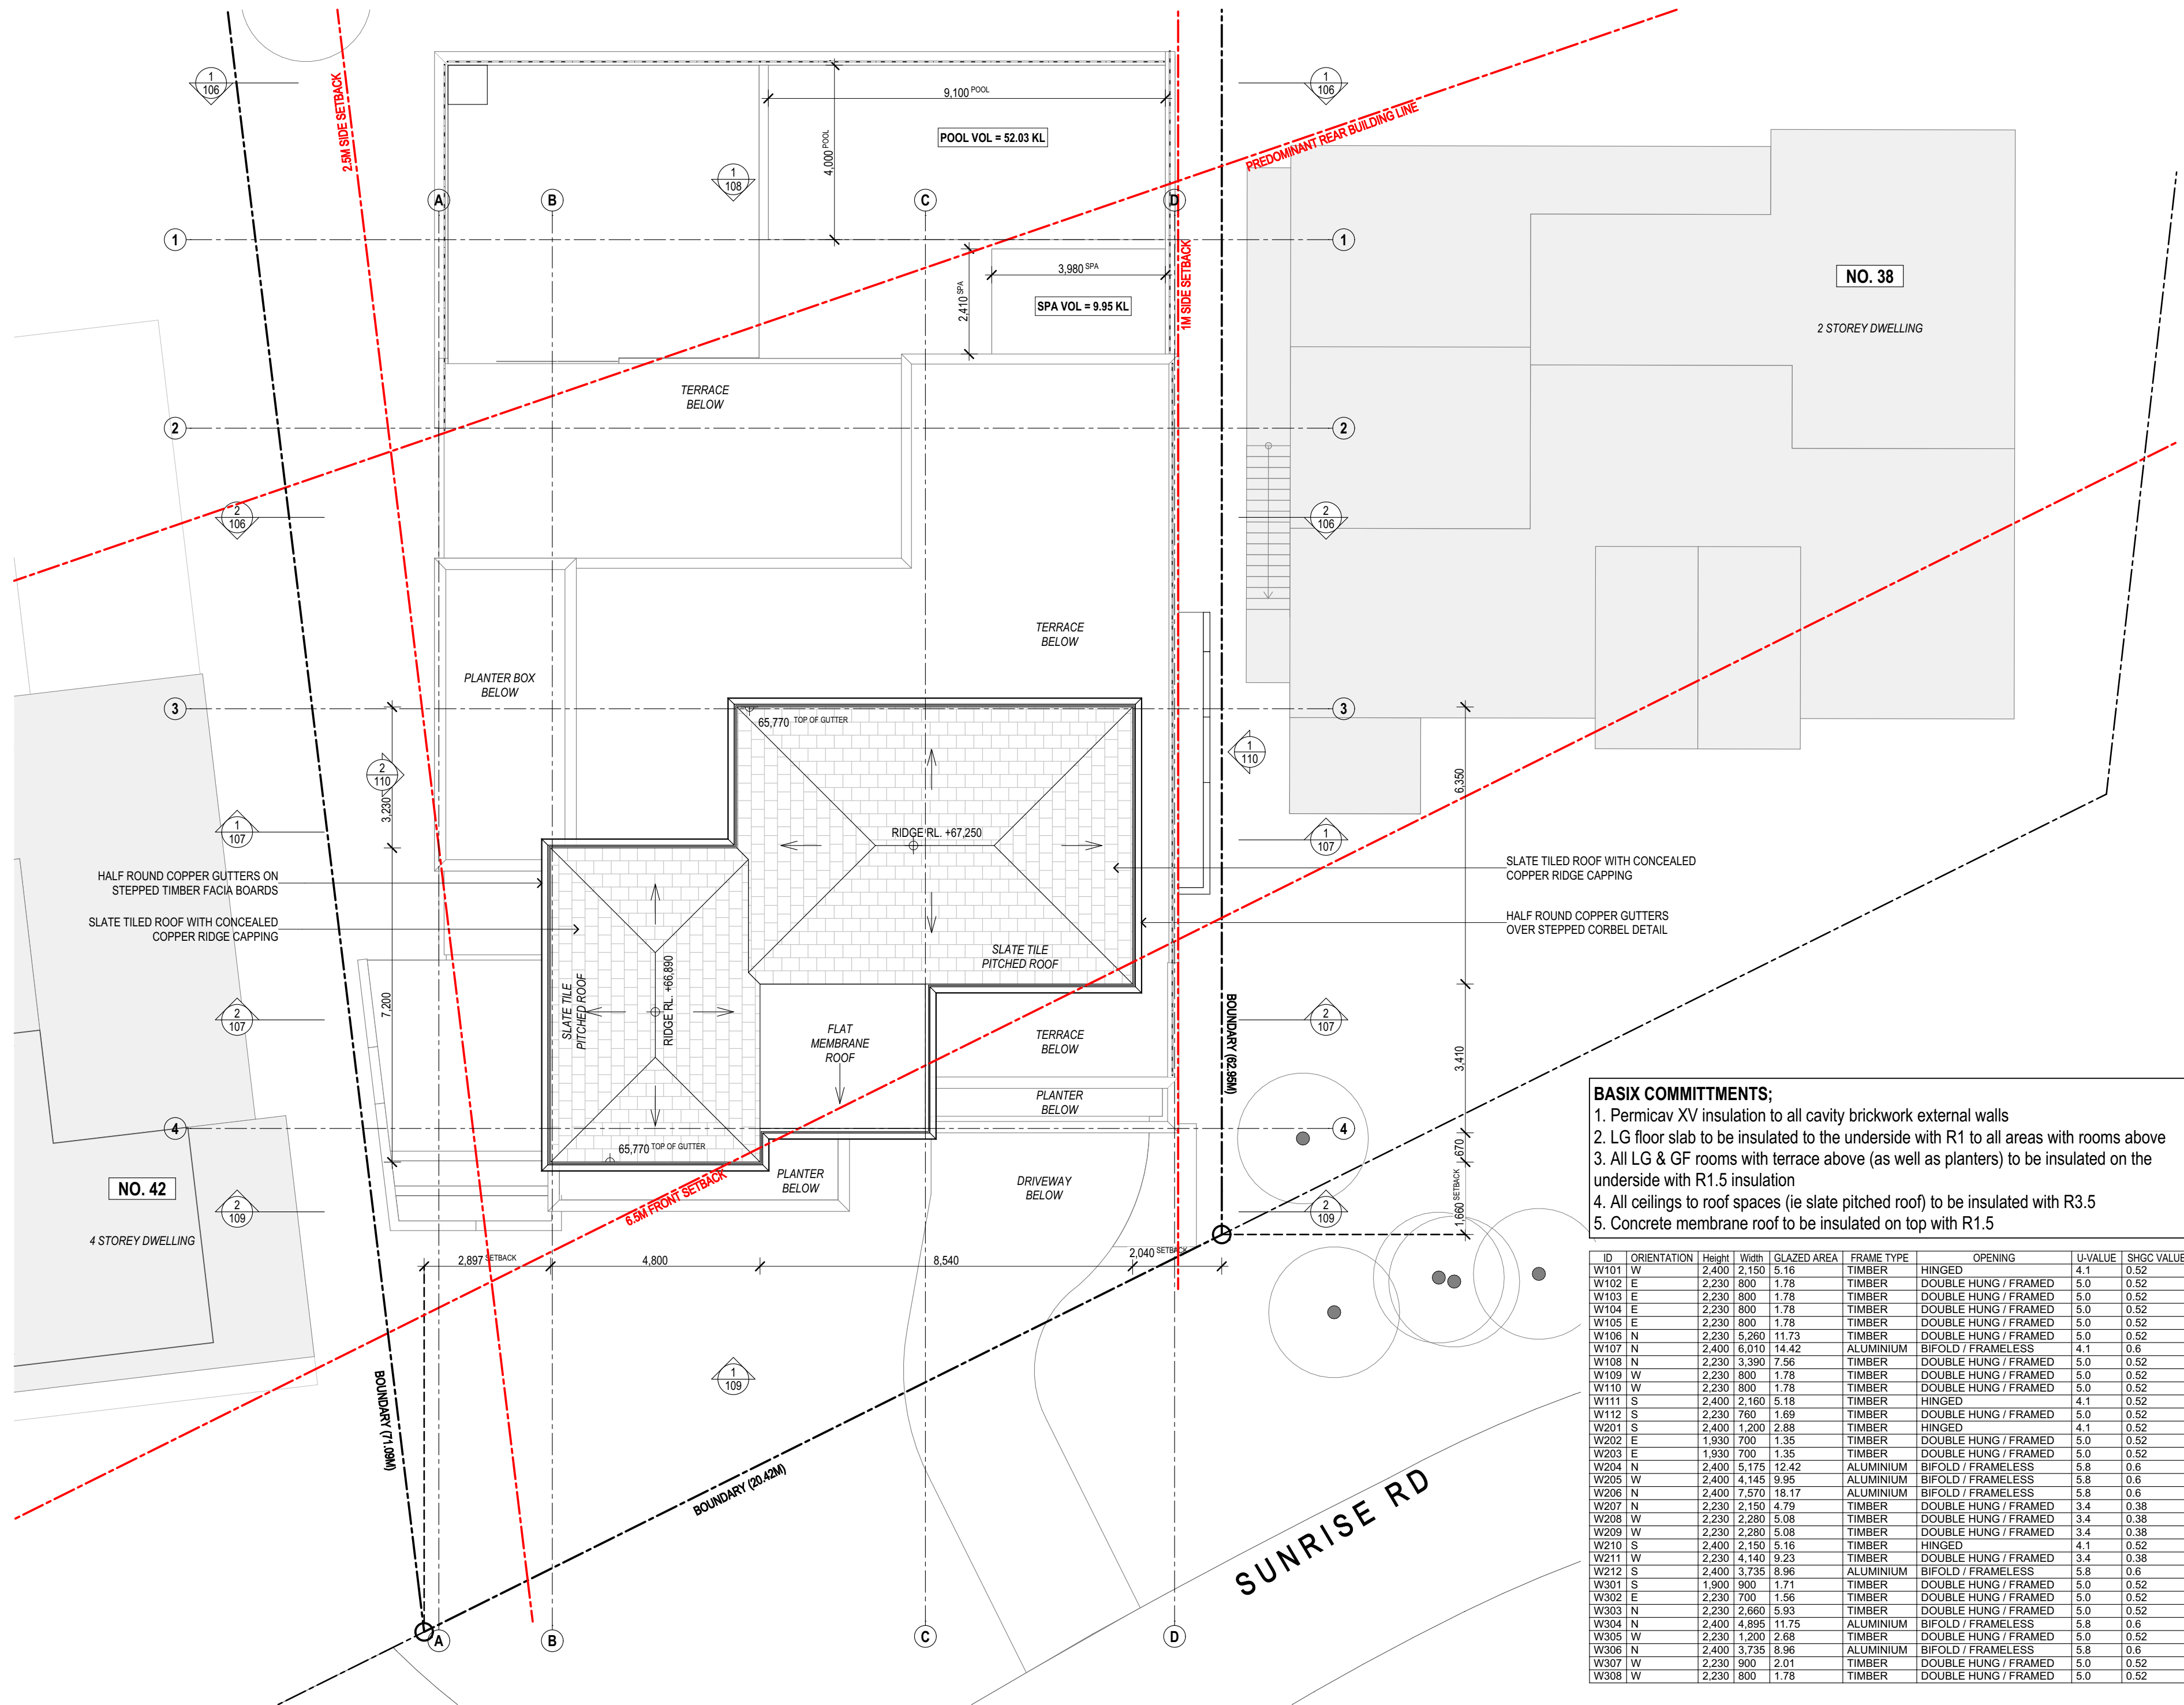 1
106
2.5M SIDE SETBACK
9,100 POOL
4,000 POOL
POOL VOL = 52.03 KL
1
106
PREDOMINANT REAR BUILDING LINE
1
108
A
B
C
D
1
1
1M SIDE SETBACK
3,980 SPA
2,410 SPA
SPA VOL = 9.95 KL
NO. 38
2 STOREY DWELLING
TERRACE
BELOW
2
2
2
106
2
106
TERRACE
BELOW
PLANTER BOX
BELOW
3
3
65,770 TOP OF GUTTER
2
110
1
110
3,230
6,350
1
107
1
107
RIDGE RL. +67,250
HALF ROUND COPPER GUTTERS ON
STEPPED TIMBER FACIA BOARDS
SLATE TILED ROOF WITH CONCEALED
COPPER RIDGE CAPPING
SLATE TILED ROOF WITH CONCEALED
COPPER RIDGE CAPPING
HALF ROUND COPPER GUTTERS
OVER STEPPED CORBEL DETAIL
SLATE TILE
PITCHED ROOF
SLATE TILE
PITCHED ROOF
RIDGE RL. +66,890
7,200
2
107
2
107
FLAT
MEMBRANE
ROOF
TERRACE
BELOW
BOUNDARY (62.95M)
3,410
PLANTER
BELOW
4
4
65,770 TOP OF GUTTER
670
NO. 42
4 STOREY DWELLING
2
109
PLANTER
BELOW
DRIVEWAY
BELOW
6.5M FRONT SETBACK
2
109
1,660 SETBACK
2,897 SETBACK
4,800
8,540
2,040 SETBACK
1
109
BOUNDARY (71.09M)
BOUNDARY (20.42M)
SUNRISE RD
A
B
C
D
BASIX COMMITTMENTS;
1. Permicav XV insulation to all cavity brickwork external walls
2. LG floor slab to be insulated to the underside with R1 to all areas with rooms above
3. All LG & GF rooms with terrace above (as well as planters) to be insulated on the
underside with R1.5 insulation
4. All ceilings to roof spaces (ie slate pitched roof) to be insulated with R3.5
5. Concrete membrane roof to be insulated on top with R1.5
ID ORIENTATION Height Width GLAZED AREA FRAME TYPE OPENING U-VALUE SHGC VALUE
W101 W 2,400 2,150 5.16 TIMBER HINGED 4.1 0.52
W102 E 2,230 800 1.78 TIMBER DOUBLE HUNG / FRAMED 5.0 0.52
W103 E 2,230 800 1.78 TIMBER DOUBLE HUNG / FRAMED 5.0 0.52
W104 E 2,230 800 1.78 TIMBER DOUBLE HUNG / FRAMED 5.0 0.52
W105 E 2,230 800 1.78 TIMBER DOUBLE HUNG / FRAMED 5.0 0.52
W106 N 2,230 5,260 11.73 TIMBER DOUBLE HUNG / FRAMED 5.0 0.52
W107 N 2,400 6,010 14.42 ALUMINIUM BIFOLD / FRAMELESS 4.1 0.6
W108 N 2,230 3,390 7.56 TIMBER DOUBLE HUNG / FRAMED 5.0 0.52
W109 W 2,230 800 1.78 TIMBER DOUBLE HUNG / FRAMED 5.0 0.52
W110 W 2,230 800 1.78 TIMBER DOUBLE HUNG / FRAMED 5.0 0.52
W111 S 2,400 2,160 5.18 TIMBER HINGED 4.1 0.52
W112 S 2,230 760 1.69 TIMBER DOUBLE HUNG / FRAMED 5.0 0.52
W201 S 2,400 1,200 2.88 TIMBER HINGED 4.1 0.52
W202 E 1,930 700 1.35 TIMBER DOUBLE HUNG / FRAMED 5.0 0.52
W203 E 1,930 700 1.35 TIMBER DOUBLE HUNG / FRAMED 5.0 0.52
W204 N 2,400 5,175 12.42 ALUMINIUM BIFOLD / FRAMELESS 5.8 0.6
W205 W 2,400 4,145 9.95 ALUMINIUM BIFOLD / FRAMELESS 5.8 0.6
W206 N 2,400 7,570 18.17 ALUMINIUM BIFOLD / FRAMELESS 5.8 0.6
W207 N 2,230 2,150 4.79 TIMBER DOUBLE HUNG / FRAMED 3.4 0.38
W208 W 2,230 2,280 5.08 TIMBER DOUBLE HUNG / FRAMED 3.4 0.38
W209 W 2,230 2,280 5.08 TIMBER DOUBLE HUNG / FRAMED 3.4 0.38
W210 S 2,400 2,150 5.16 TIMBER HINGED 4.1 0.52
W211 W 2,230 4,140 9.23 TIMBER DOUBLE HUNG / FRAMED 3.4 0.38
W212 S 2,400 3,735 8.96 ALUMINIUM BIFOLD / FRAMELESS 5.8 0.6
W301 S 1,900 900 1.71 TIMBER DOUBLE HUNG / FRAMED 5.0 0.52
W302 E 2,230 700 1.56 TIMBER DOUBLE HUNG / FRAMED 5.0 0.52
W303 N 2,230 2,660 5.93 TIMBER DOUBLE HUNG / FRAMED 5.0 0.52
W304 N 2,400 4,895 11.75 ALUMINIUM BIFOLD / FRAMELESS 5.8 0.6
W305 W 2,230 1,200 2.68 TIMBER DOUBLE HUNG / FRAMED 5.0 0.52
W306 N 2,400 3,735 8.96 ALUMINIUM BIFOLD / FRAMELESS 5.8 0.6
W307 W 2,230 900 2.01 TIMBER DOUBLE HUNG / FRAMED 5.0 0.52
W308 W 2,230 800 1.78 TIMBER DOUBLE HUNG / FRAMED 5.0 0.52